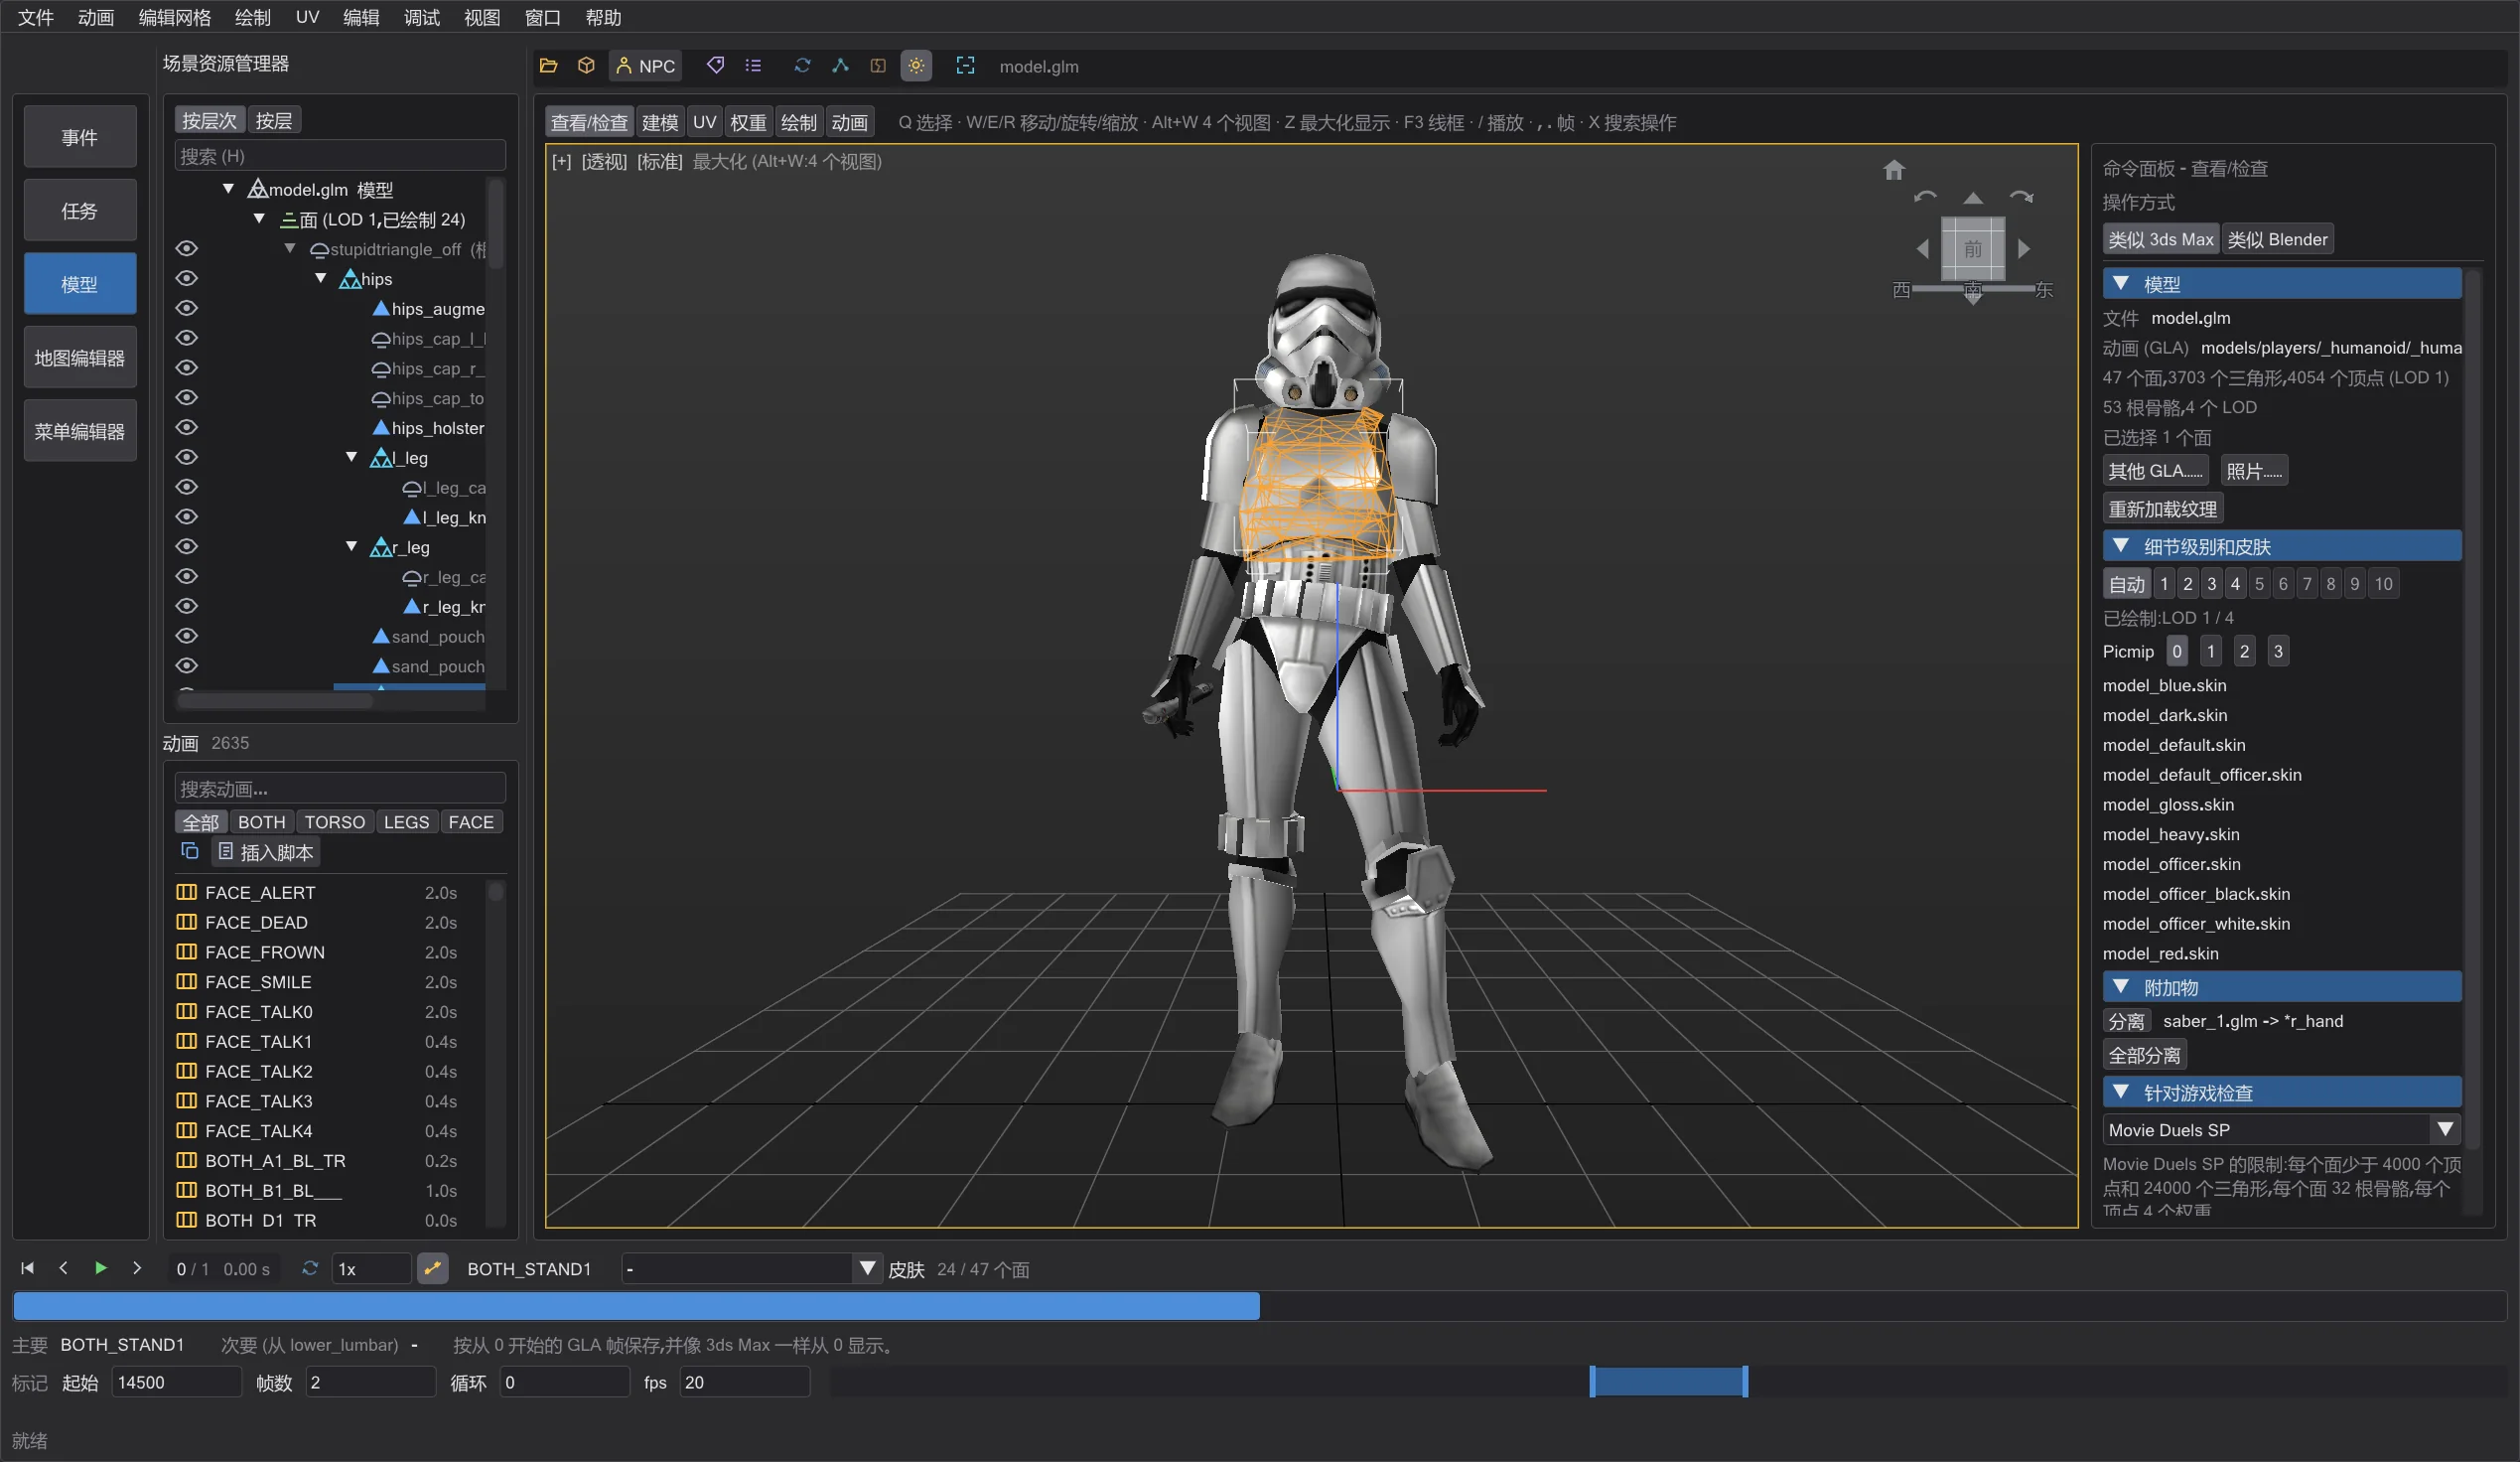 文件 动画 编辑网格 绘制 UV 编辑 调试 视图 窗口 帮助
场景资源管理器
NPC model.glm
事件
任务
模型
地图编辑器
菜单编辑器
按层次 按层
搜索 (H)
model.glm 模型
面 (LOD 1,已绘制 24)
stupidtriangle_off
hips
hips_augme
hips_cap_l_
hips_cap_r_
hips_cap_to
hips_holster
l_leg
l_leg_ca
l_leg_kn
r_leg
r_leg_ca
r_leg_kn
sand_pouch
sand_pouch
动画 2635
搜索动画...
全部 BOTH TORSO LEGS FACE
插入脚本
FACE_ALERT 2.0s
FACE_DEAD 2.0s
FACE_FROWN 2.0s
FACE_SMILE 2.0s
FACE_TALK0 2.0s
FACE_TALK1 0.4s
FACE_TALK2 0.4s
FACE_TALK3 0.4s
FACE_TALK4 0.4s
BOTH_A1_BL_TR 0.2s
BOTH_B1_BL___ 1.0s
BOTH_D1_TR 0.0s
查看/检查 建模 UV 权重 绘制 动画 Q 选择 · W/E/R 移动/旋转/缩放 · Alt+W 4 个视图 · Z 最大化显示 · F3 线框 · / 播放 · , . 帧 · X 搜索操作
[+] [透视] [标准] 最大化 (Alt+W:4 个视图)
前
西 南 东
命令面板 - 查看/检查
操作方式
类似 3ds Max 类似 Blender
模型
文件 model.glm
动画 (GLA) models/players/_humanoid/_huma
47 个面,3703 个三角形,4054 个顶点 (LOD 1)
53 根骨骼,4 个 LOD
已选择 1 个面
其他 GLA...... 照片......
重新加载纹理
细节级别和皮肤
自动 1 2 3 4 5 6 7 8 9 10
已绘制:LOD 1 / 4
Picmip 0 1 2 3
model_blue.skin
model_dark.skin
model_default.skin
model_default_officer.skin
model_gloss.skin
model_heavy.skin
model_officer.skin
model_officer_black.skin
model_officer_white.skin
model_red.skin
附加物
分离 saber_1.glm -> *r_hand
全部分离
针对游戏检查
Movie Duels SP
Movie Duels SP 的限制:每个面少于 4000 个顶
点和 24000 个三角形,每个面 32 根骨骼,每个
顶点 4 个权重
0 / 1 0.00 s 1x BOTH_STAND1 - 皮肤 24 / 47 个面
主要 BOTH_STAND1 次要 (从 lower_lumbar) - 按从 0 开始的 GLA 帧保存,并像 3ds Max 一样从 0 显示。
标记 起始 14500 帧数 2 循环 0 fps 20
就绪